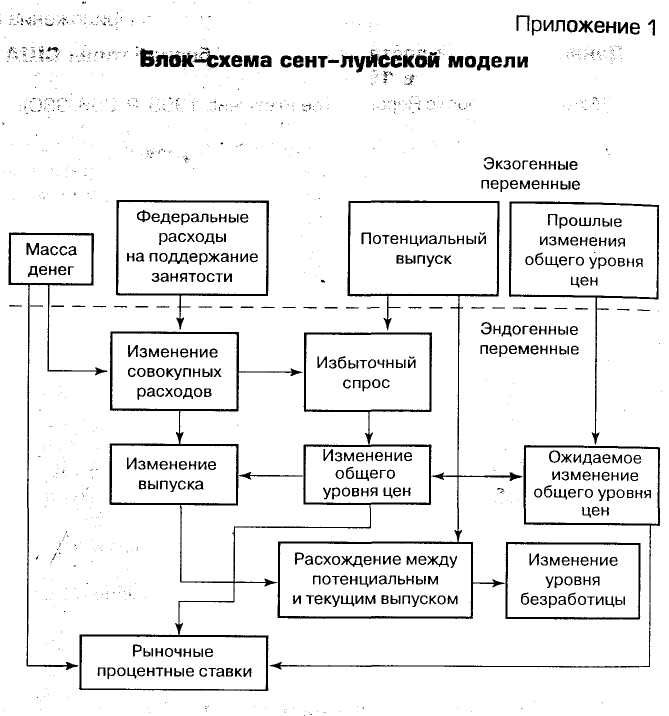 Приложение 1
Блок-схема сент-луисской модели
Экзогенные
переменные
Масса
денег
Федеральные
расходы
на поддержание
занятости
Потенциальный
выпуск
Прошлые
изменения
общего уровня
цен
Эндогенные
переменные
Изменение
совокупных
расходов
Избыточный
спрос
Изменение
выпуска
Изменение
общего
уровня цен
Ожидаемое
изменение
общего уровня
цен
Расхождение между
потенциальным
и текущим выпуском
Изменение
уровня
безработицы
Рыночные
процентные ставки